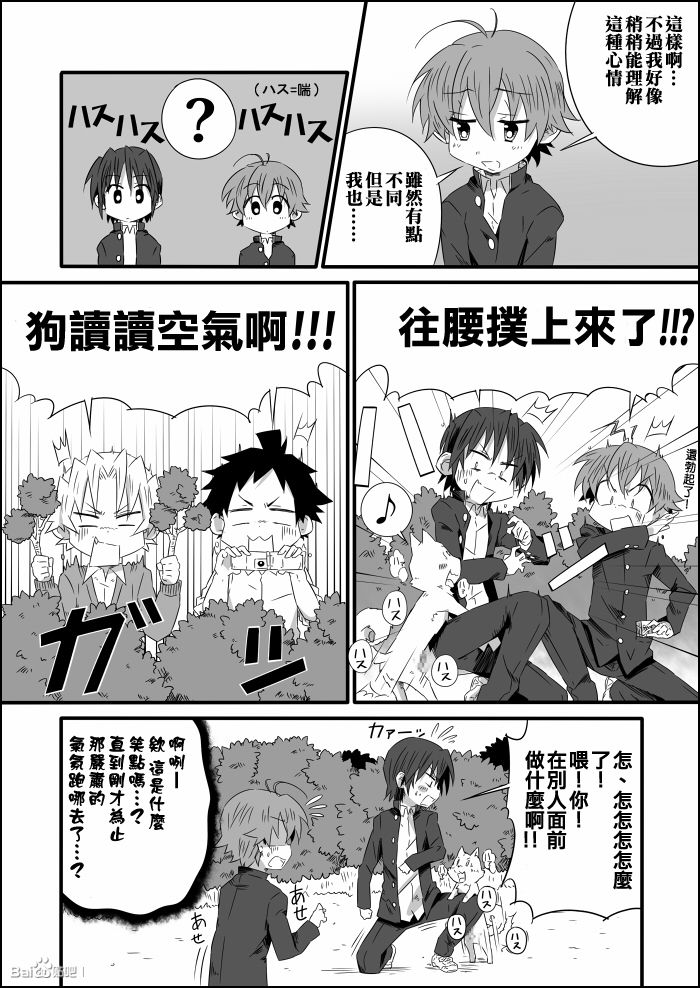 這樣啊…
不過我好像
稍稍能理解
這種心情
雖然有點
不同
但是
我也……
（ハス=喘）
ハスハス
？
ハスハス
往腰撲上來了!!!?
還勃起了！
♪
ハス
ハス
ハス
狗讀讀空氣啊!!!
ガッ
怎、怎怎怎怎麼
了！
喂！你！
在別人面前
做什麼啊!!
カァーッ
ハス
ハス
ハス
啊咧ー
欸 這是什麼
笑點嗎…？
直到剛才為止
那嚴肅的
氣氛跑哪去了…？
あせ
あせ
Bai 貼吧